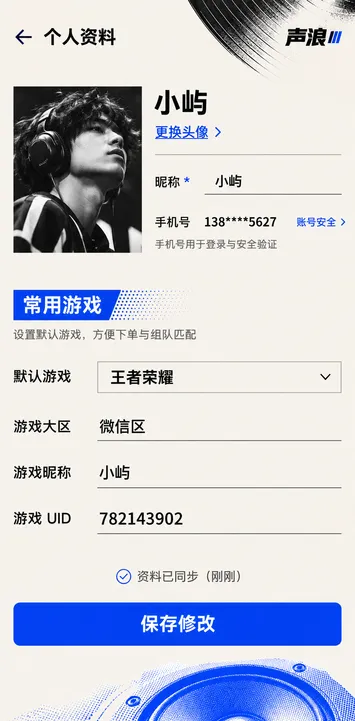 个人资料
声浪
小屿
更换头像
昵称 * 小屿
手机号 138****5627 账号安全
手机号用于登录与安全验证
常用游戏
设置默认游戏，方便下单与组队匹配
默认游戏 王者荣耀
游戏大区 微信区
游戏昵称 小屿
游戏 UID 782143902
资料已同步（刚刚）
保存修改